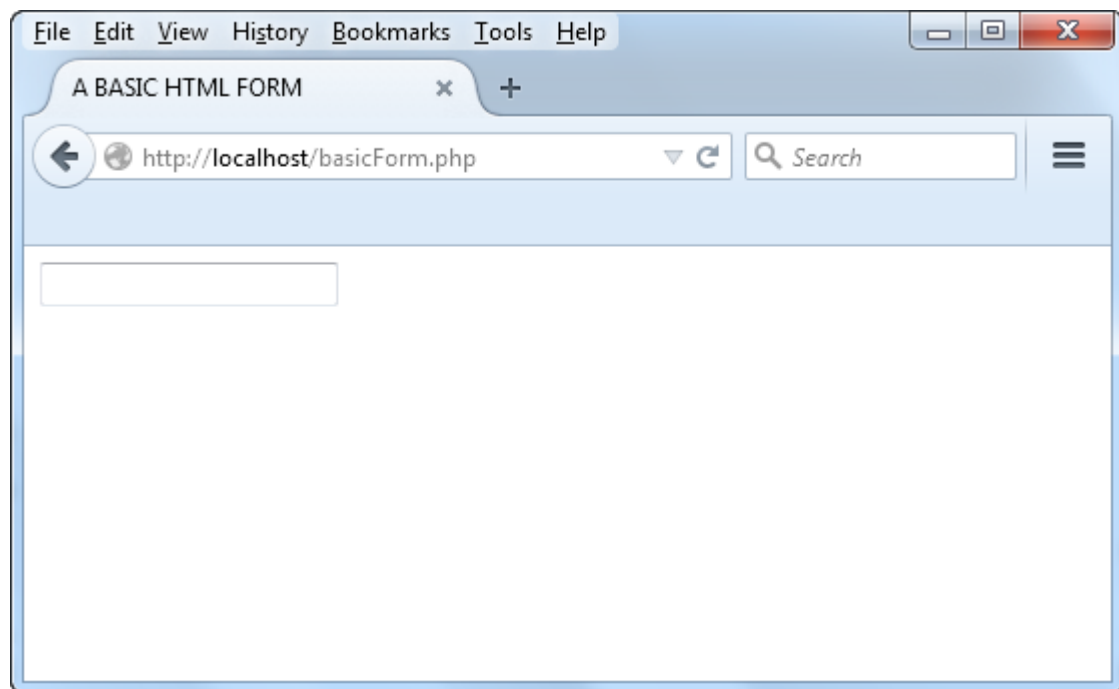 File Edit View History Bookmarks Tools Help
A BASIC HTML FORM
http://localhost/basicForm.php Search